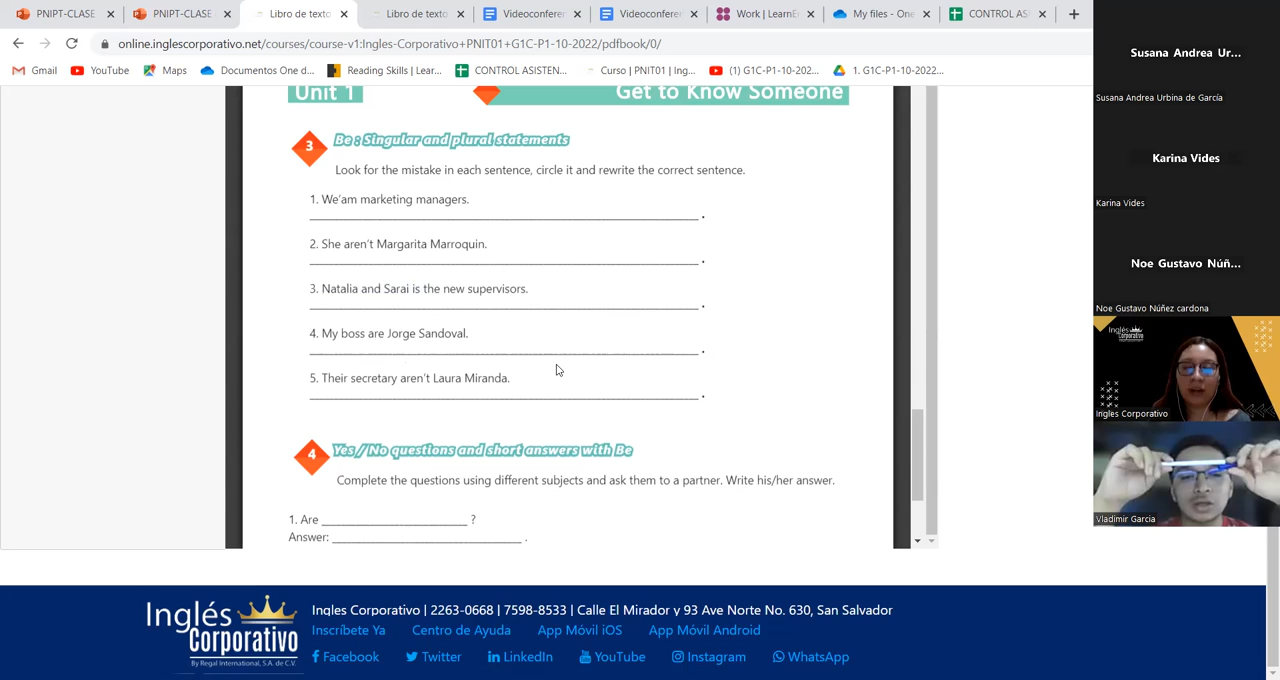 PNIPT-CLASE
PNIPT-CLASE
Libro de texto
Libro de texto
Videoconferen
Videoconferen
Work | LearnE
My files - One
CONTROL AS
online.inglescorporativo.net/courses/course-v1:Ingles-Corporativo+PNIT01+G1C-P1-10-2022/pdfbook/0/
Gmail
YouTube
Maps
Documentos One d...
Reading Skills | Lear...
CONTROL ASISTEN...
Curso | PNIT01 | Ing...
(1) G1C-P1-10-202...
1. G1C-P1-10-2022...
Unit 1
Get to Know Someone
3
Be : Singular and plural statements
Look for the mistake in each sentence, circle it and rewrite the correct sentence.
1. We'am marketing managers.
2. She aren't Margarita Marroquin.
3. Natalia and Sarai is the new supervisors.
4. My boss are Jorge Sandoval.
5. Their secretary aren't Laura Miranda.
4
Yes/No questions and short answers with Be
Complete the questions using different subjects and ask them to a partner. Write his/her answer.
1. Are ______________________ ?
Answer: ____________________________ .
Susana Andrea Ur...
Susana Andrea Urbina de García
Karina Vides
Karina Vides
Noe Gustavo Núñ...
Noe Gustavo Núñez cardona
Inglés
Corporativo
Ingles Corporativo
Vladimir Garcia
Inglés
Corporativo
By Regal International, S.A. de C.V.
Ingles Corporativo | 2263-0668 | 7598-8533 | Calle El Mirador y 93 Ave Norte No. 630, San Salvador
Inscríbete Ya
Centro de Ayuda
App Móvil iOS
App Móvil Android
Facebook
Twitter
LinkedIn
YouTube
Instagram
WhatsApp